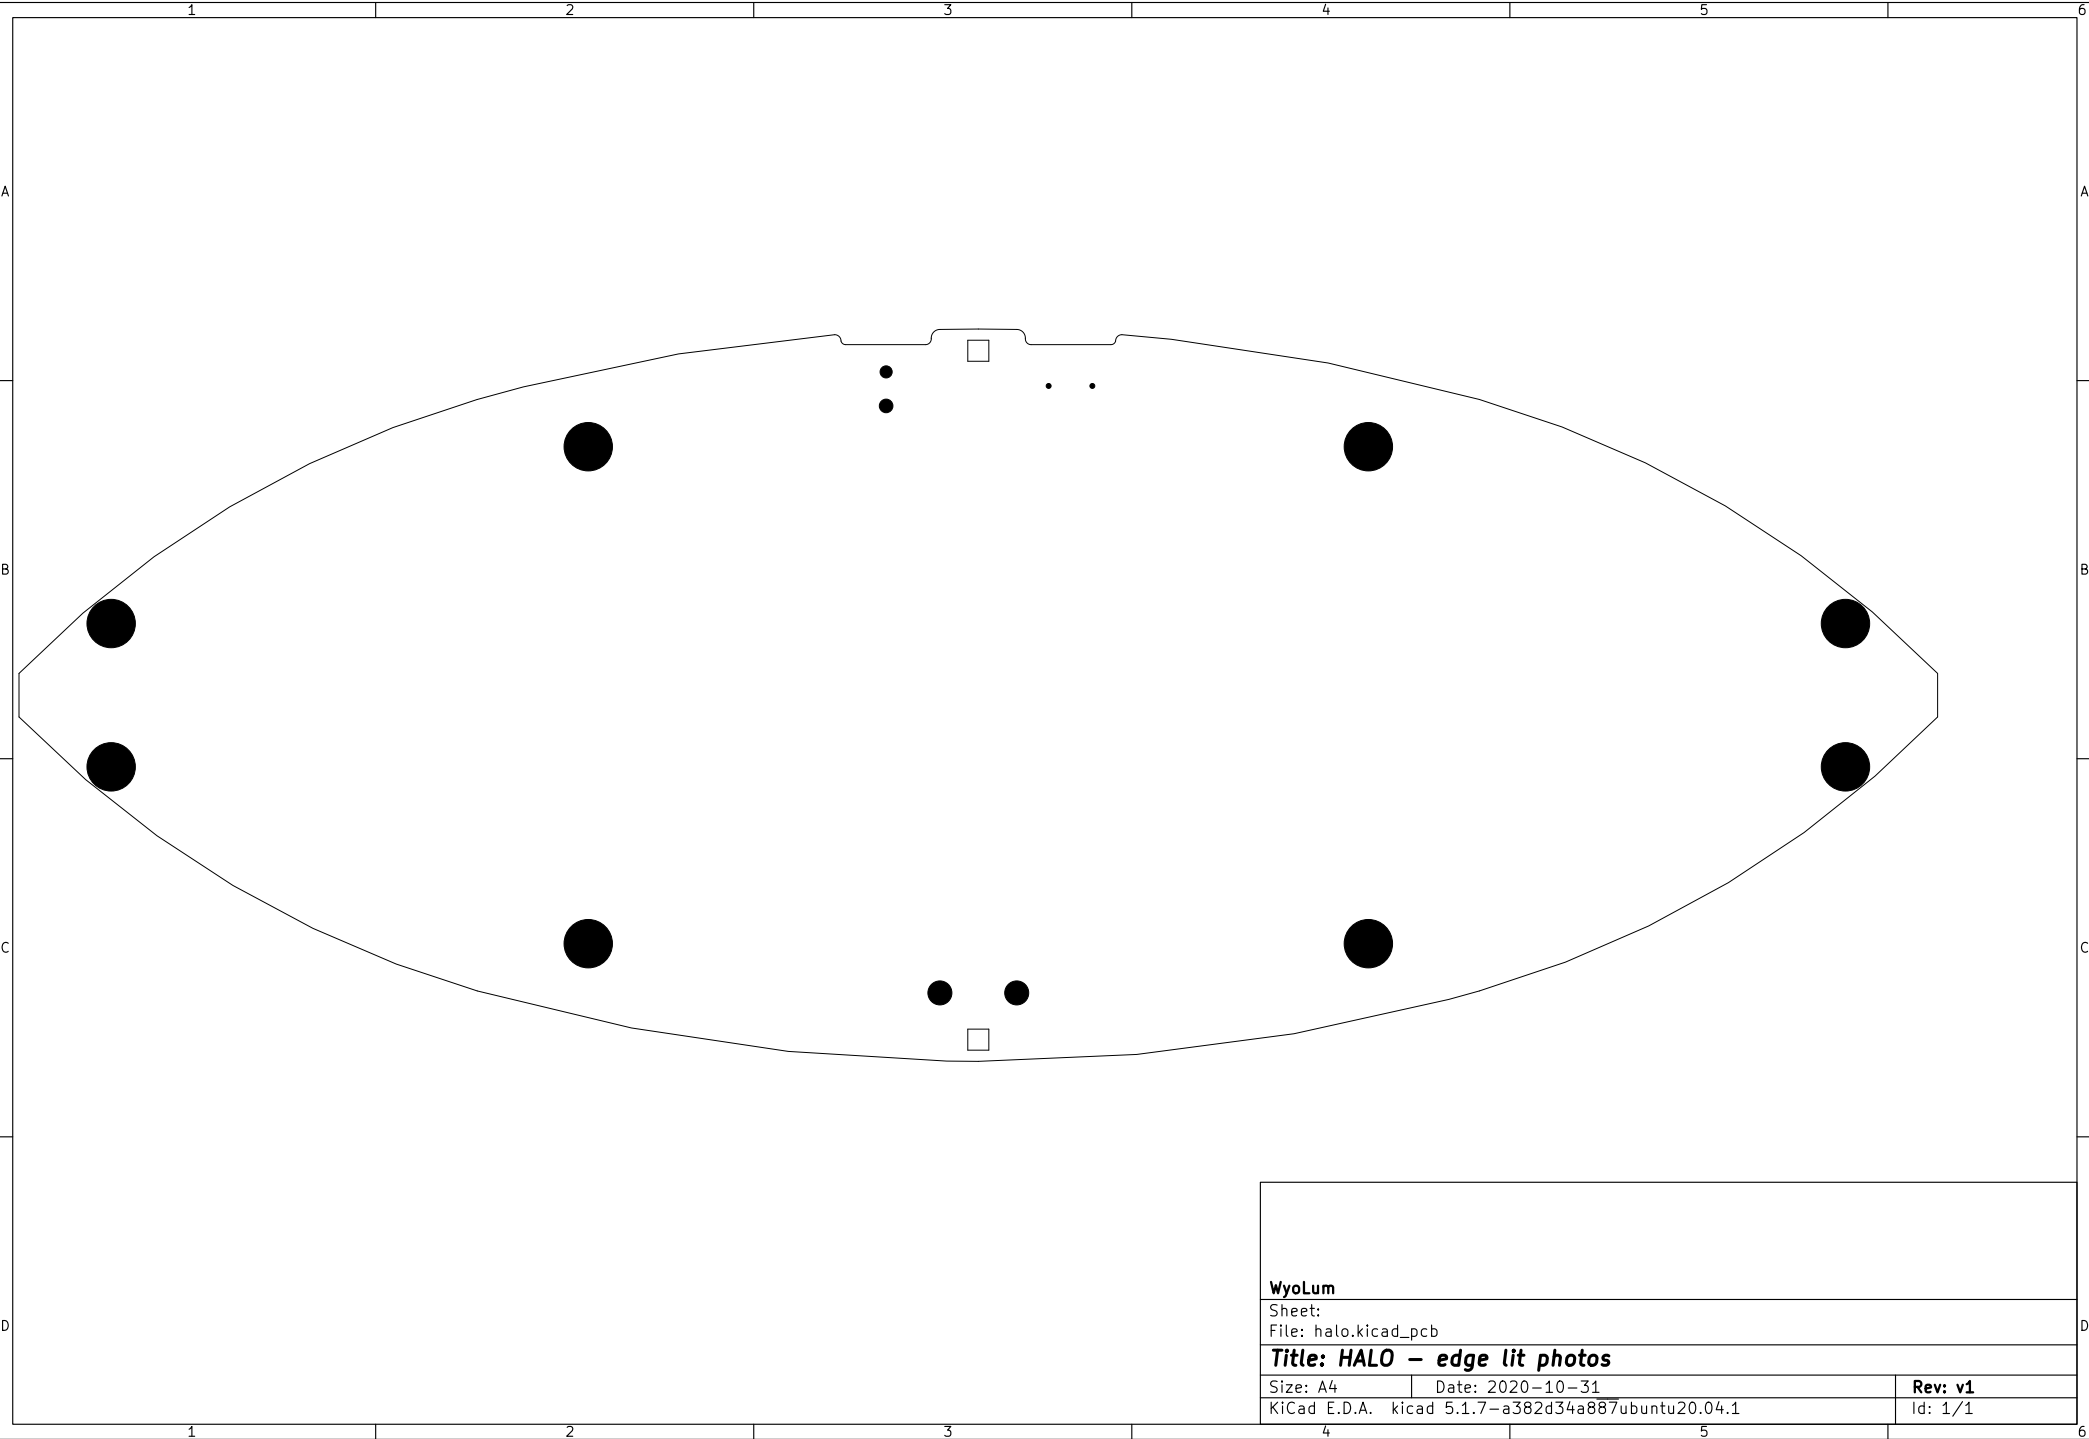 1 2 3 4 5 6
A A
B B
C C
WyoLum
Sheet:
File: halo.kicad_pcb
D D
Title: HALO – edge lit photos
Size: A4 Date: 2020–10–31 Rev: v1
KiCad E.D.A. kicad 5.1.7–a382d34a887ubuntu20.04.1 Id: 1/1
1 2 3 4 5 6